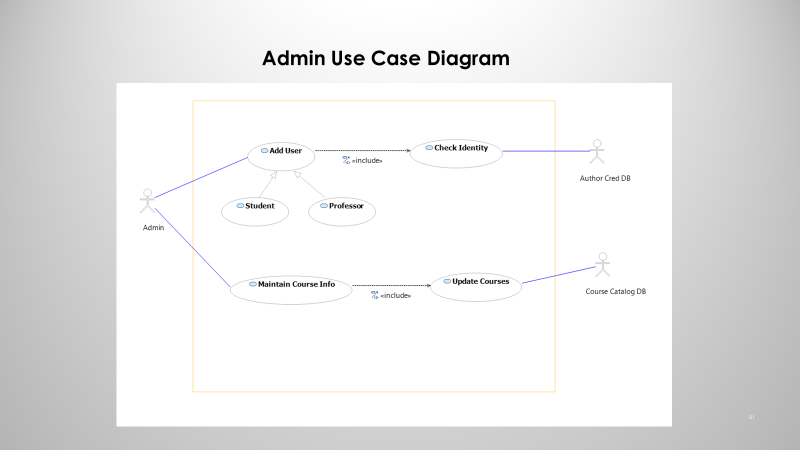 Admin Use Case Diagram
Add User
«include»
Check Identity
Author Cred DB
Student
Professor
Admin
Maintain Course Info
«include»
Update Courses
Course Catalog DB